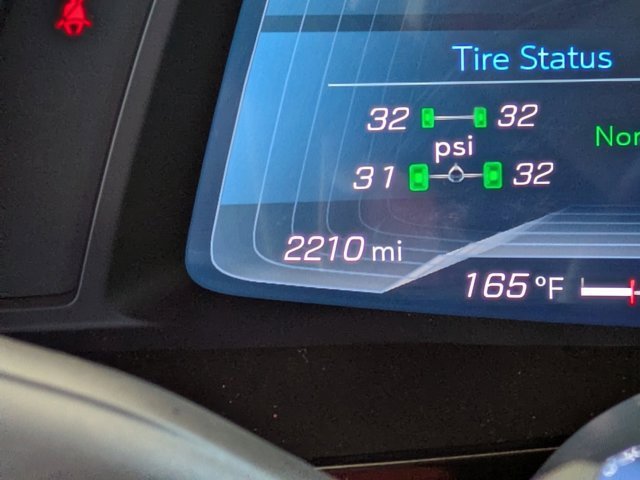 Tire Status
32 32
psi
31 32
2210 mi
165 °F